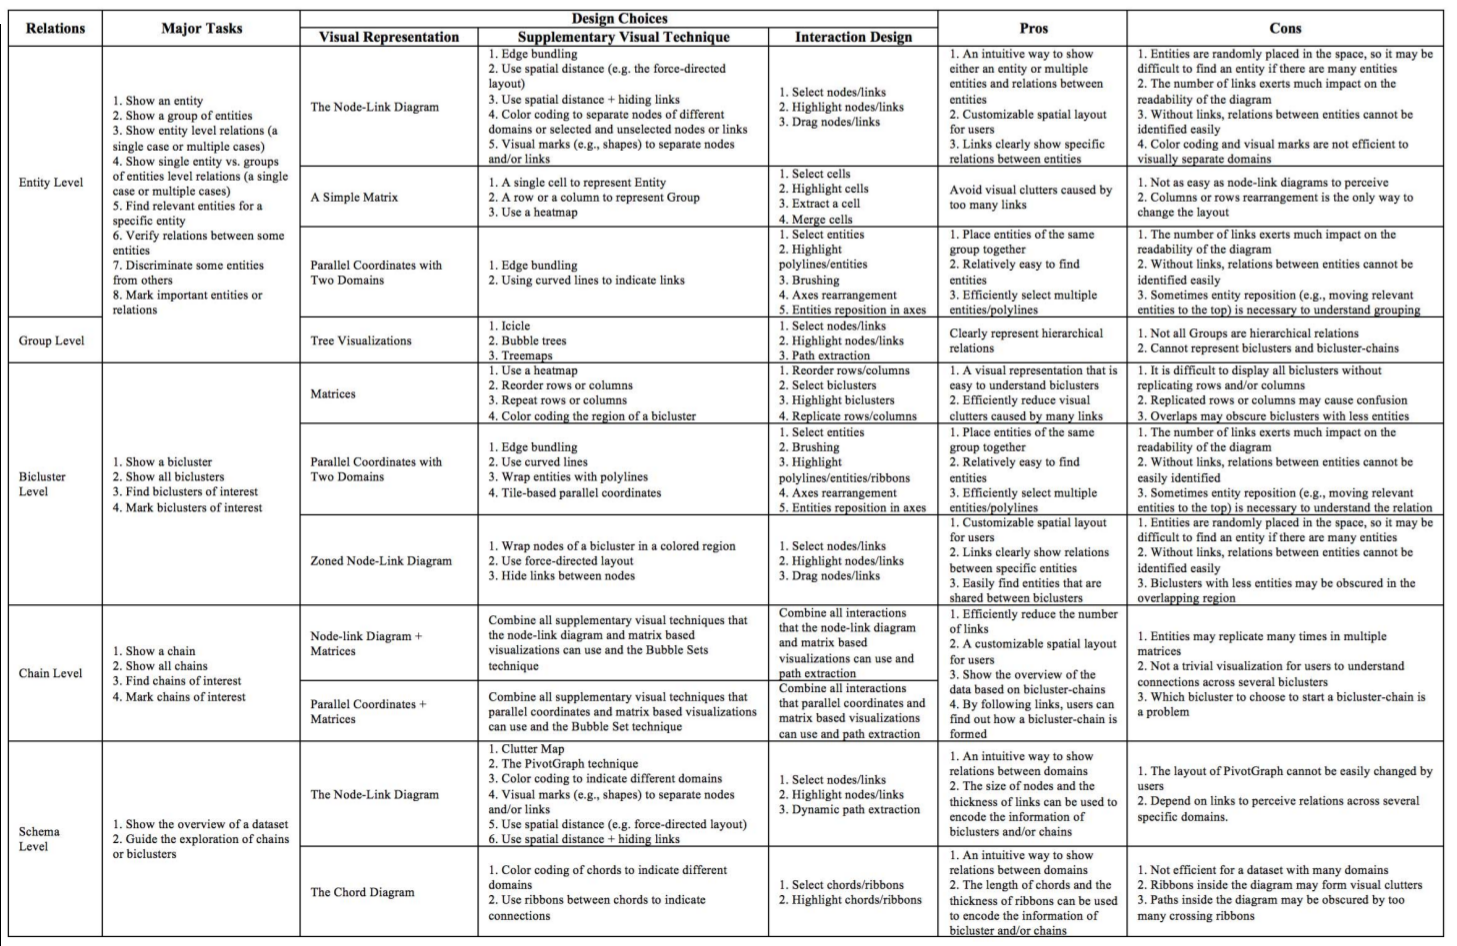 Relations
Major Tasks
Design Choices
Pros
Cons
Visual Representation
Supplementary Visual Technique
Interaction Design
Entity Level
1. Show an entity
2. Show a group of entities
3. Show entity level relations (a
single case or multiple cases)
4. Show single entity vs. groups
of entities level relations (a single
case or multiple cases)
5. Find relevant entities for a
specific entity
6. Verify relations between some
entities
7. Discriminate some entities
from others
8. Mark important entities or
relations
The Node-Link Diagram
1. Edge bundling
2. Use spatial distance (e.g. the force-directed
layout)
3. Use spatial distance + hiding links
4. Color coding to separate nodes of different
domains or selected and unselected nodes or links
5. Visual marks (e.g., shapes) to separate nodes
and/or links
1. Select nodes/links
2. Highlight nodes/links
3. Drag nodes/links
1. An intuitive way to show
either an entity or multiple
entities and relations between
entities
2. Customizable spatial layout
for users
3. Links clearly show specific
relations between entities
1. Entities are randomly placed in the space, so it may be
difficult to find an entity if there are many entities
2. The number of links exerts much impact on the
readability of the diagram
3. Without links, relations between entities cannot be
identified easily
4. Color coding and visual marks are not efficient to
visually separate domains
A Simple Matrix
1. A single cell to represent Entity
2. A row or a column to represent Group
3. Use a heatmap
1. Select cells
2. Highlight cells
3. Extract a cell
4. Merge cells
Avoid visual clutters caused by
too many links
1. Not as easy as node-link diagrams to perceive
2. Columns or rows rearrangement is the only way to
change the layout
Parallel Coordinates with
Two Domains
1. Edge bundling
2. Using curved lines to indicate links
1. Select entities
2. Highlight
polylines/entities
3. Brushing
4. Axes rearrangement
5. Entities reposition in axes
1. Place entities of the same
group together
2. Relatively easy to find
entities
3. Efficiently select multiple
entities/polylines
1. The number of links exerts much impact on the
readability of the diagram
2. Without links, relations between entities cannot be
identified easily
3. Sometimes entity reposition (e.g., moving relevant
entities to the top) is necessary to understand grouping
Group Level
Tree Visualizations
1. Icicle
2. Bubble trees
3. Treemaps
1. Select nodes/links
2. Highlight nodes/links
3. Path extraction
Clearly represent hierarchical
relations
1. Not all Groups are hierarchical relations
2. Cannot represent biclusters and bicluster-chains
Bicluster
Level
1. Show a bicluster
2. Show all biclusters
3. Find biclusters of interest
4. Mark biclusters of interest
Matrices
1. Use a heatmap
2. Reorder rows or columns
3. Repeat rows or columns
4. Color coding the region of a bicluster
1. Reorder rows/columns
2. Select biclusters
3. Highlight biclusters
4. Replicate rows/columns
1. A visual representation that is
easy to understand biclusters
2. Efficiently reduce visual
clutters caused by many links
1. It is difficult to display all biclusters without
replicating rows and/or columns
2. Replicated rows or columns may cause confusion
3. Overlaps may obscure biclusters with less entities
Parallel Coordinates with
Two Domains
1. Edge bundling
2. Use curved lines
3. Wrap entities with polylines
4. Tile-based parallel coordinates
1. Select entities
2. Brushing
3. Highlight
polylines/entities/ribbons
4. Axes rearrangement
5. Entities reposition in axes
1. Place entities of the same
group together
2. Relatively easy to find
entities
3. Efficiently select multiple
entities/polylines
1. The number of links exerts much impact on the
readability of the diagram
2. Without links, relations between entities cannot be
easily identified
3. Sometimes entity reposition (e.g., moving relevant
entities to the top) is necessary to understand the relation
Zoned Node-Link Diagram
1. Wrap nodes of a bicluster in a colored region
2. Use force-directed layout
3. Hide links between nodes
1. Select nodes/links
2. Highlight nodes/links
3. Drag nodes/links
1. Customizable spatial layout
for users
2. Links clearly show relations
between specific entities
3. Easily find entities that are
shared between biclusters
1. Entities are randomly placed in the space, so it may be
difficult to find an entity if there are many entities
2. Without links, relations between entities cannot be
identified easily
3. Biclusters with less entities may be obscured in the
overlapping region
Chain Level
1. Show a chain
2. Show all chains
3. Find chains of interest
4. Mark chains of interest
Node-link Diagram +
Matrices
Combine all supplementary visual techniques that
the node-link diagram and matrix based
visualizations can use and the Bubble Sets
technique
Combine all interactions
that the node-link diagram
and matrix based
visualizations can use and
path extraction
1. Efficiently reduce the number
of links
2. A customizable spatial layout
for users
3. Show the overview of the
data based on bicluster-chains
4. By following links, users can
find out how a bicluster-chain is
formed
1. Entities may replicate many times in multiple
matrices
2. Not a trivial visualization for users to understand
connections across several biclusters
3. Which bicluster to choose to start a bicluster-chain is
a problem
Parallel Coordinates +
Matrices
Combine all supplementary visual techniques that
parallel coordinates and matrix based visualizations
can use and the Bubble Set technique
Combine all interactions
that parallel coordinates and
matrix based visualizations
can use and path extraction
Schema
Level
1. Show the overview of a dataset
2. Guide the exploration of chains
or biclusters
The Node-Link Diagram
1. Clutter Map
2. The PivotGraph technique
3. Color coding to indicate different domains
4. Visual marks (e.g., shapes) to separate nodes
and/or links
5. Use spatial distance (e.g. force-directed layout)
6. Use spatial distance + hiding links
1. Select nodes/links
2. Highlight nodes/links
3. Dynamic path extraction
1. An intuitive way to show
relations between domains
2. The size of nodes and the
thickness of links can be used to
encode the information of
biclusters and/or chains
1. The layout of PivotGraph cannot be easily changed by
users
2. Depend on links to perceive relations across several
specific domains.
The Chord Diagram
1. Color coding of chords to indicate different
domains
2. Use ribbons between chords to indicate
connections
1. Select chords/ribbons
2. Highlight chords/ribbons
1. An intuitive way to show
relations between domains
2. The length of chords and the
thickness of ribbons can be used
to encode the information of
bicluster and/or chains
1. Not efficient for a dataset with many domains
2. Ribbons inside the diagram may form visual clutters
3. Paths inside the diagram may be obscured by too
many crossing ribbons